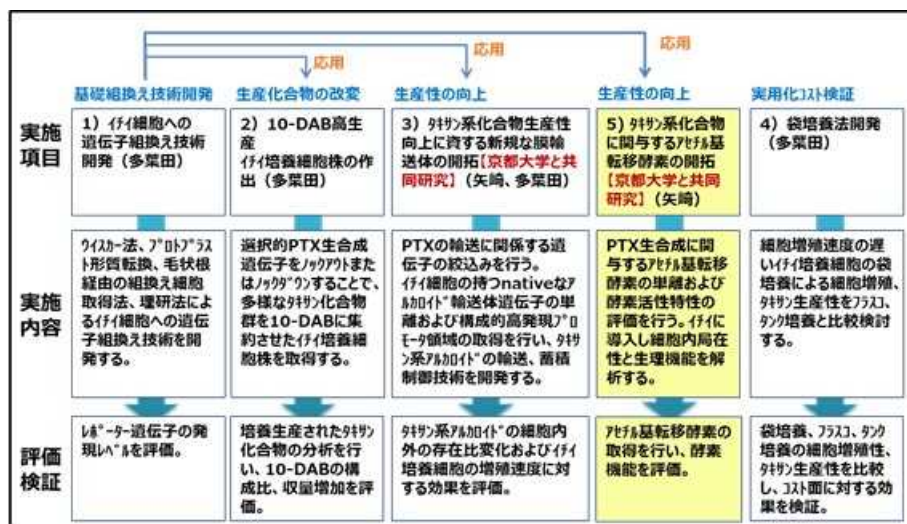 応用
応用
応用
基礎組換え技術開発
生産化合物の改変
生産性の向上
生産性の向上
実用化コスト検証
実施
項目
1）ｲﾁｲ細胞への
遺伝子組換え技術
開発（多葉田）
2）10-DAB高生
産
ｲﾁｲ培養細胞株の作
出（多葉田）
3）ﾀｷｻﾝ系化合物生産性
向上に資する新規な膜輸
送体の開拓【京都大学と共
同研究】（矢崎、多葉田）
5）ﾀｷｻﾝ系化合物
に関与するｱｾﾁﾙ基
転移酵素の開拓
【京都大学と共同研
究】（矢崎）
4）袋培養法開発
（多葉田）
実施
内容
ｳｲｽｶｰ法、ﾌﾟﾛﾄﾌﾟﾗｽ
ﾄ形質転換、毛状根
経由の組換え細胞
取得法、理研法によ
るｲﾁｲ細胞への遺伝
子組換え技術を開
発する。
選択的PTX生合成
遺伝子をﾉｯｸｱｳﾄまた
はﾉｯｸﾀﾞｳﾝすることで、
多様なﾀｷｻﾝ化合物
群を10-DABに集
約させたｲﾁｲ培養細
胞株を取得する。
PTXの輸送に関係する遺
伝子の絞込みを行う。
ｲﾁｲ細胞の持つnativeなｱ
ﾙｶﾛｲﾄﾞ輸送体遺伝子の単
離および構成的高発現ﾌﾟﾛ
ﾓｰﾀ領域の取得を行い、ﾀｷｻ
ﾝ系ｱﾙｶﾛｲﾄﾞの輸送、蓄積
制御技術を開発する。
PTX生合成に関
与するｱｾﾁﾙ基転移
酵素の単離および
酵素活性特性の
評価を行う。ｲﾁｲに
導入し細胞内局在
性と生理機能を解
析する。
細胞増殖速度の遅
いｲﾁｲ培養細胞の袋
培養による細胞増殖、
ﾀｷｻﾝ生産性をﾌﾗｽｺ、
ﾀﾝｸ培養と比較検討
する。
評価
検証
ﾚﾎﾟｰﾀｰ遺伝子の発
現ﾚﾍﾞﾙを評価。
培養生産されたﾀｷｻﾝ
化合物の分析を行
い、10-DABの構
成比、収量増加を評
価。
ﾀｷｻﾝ系ｱﾙｶﾛｲﾄﾞの細胞内
外の存在比変化およびｲﾁｲ
培養細胞の増殖速度に対
する効果を評価。
ｱｾﾁﾙ基転移酵素の
取得を行い、酵素
機能を評価。
袋培養、ﾌﾗｽｺ、ﾀﾝｸ
培養の細胞増殖性、
ﾀｷｻﾝ生産性を比較
し、ｺｽﾄ面に対する効
果を検証。